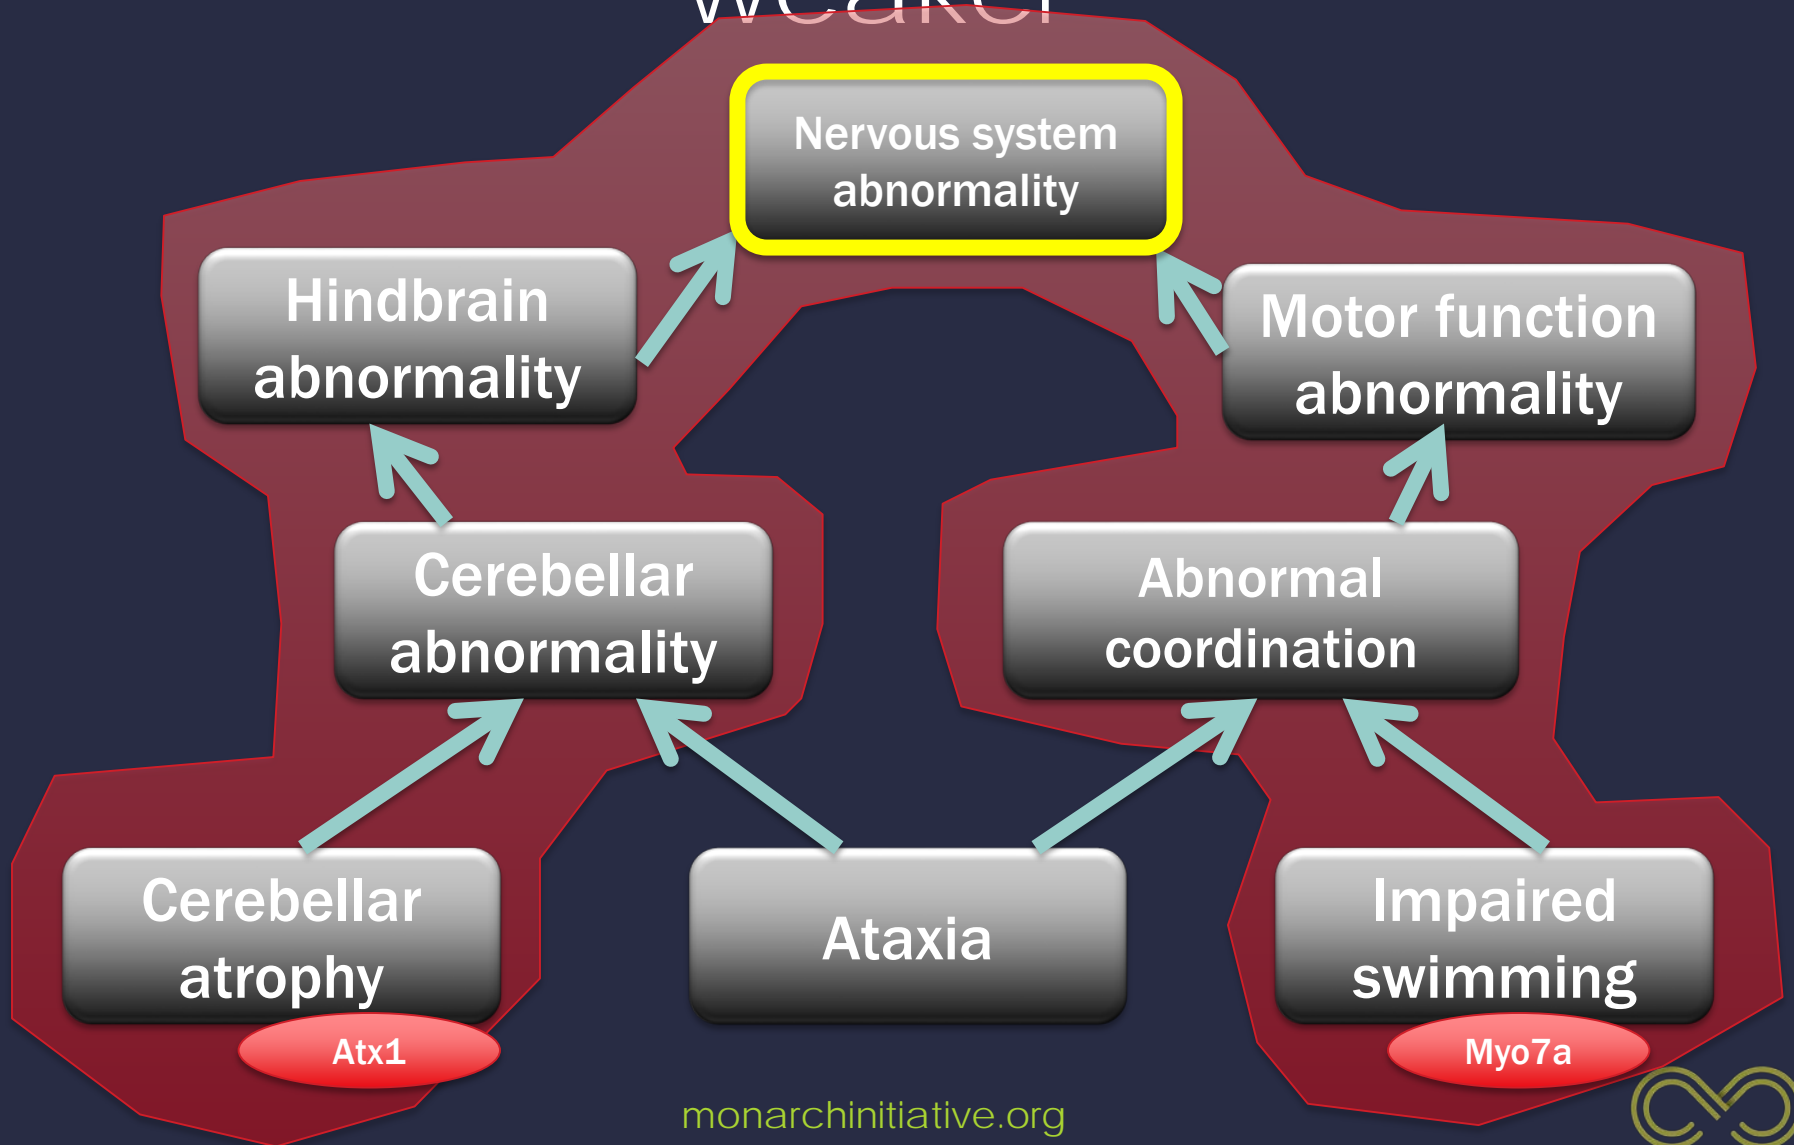 weaker
Nervous system
abnormality
Hindbrain
abnormality
Motor function
abnormality
Cerebellar
abnormality
Abnormal
coordination
Cerebellar
atrophy
Ataxia
Impaired
swimming
Atx1
Myo7a
monarchinitiative.org